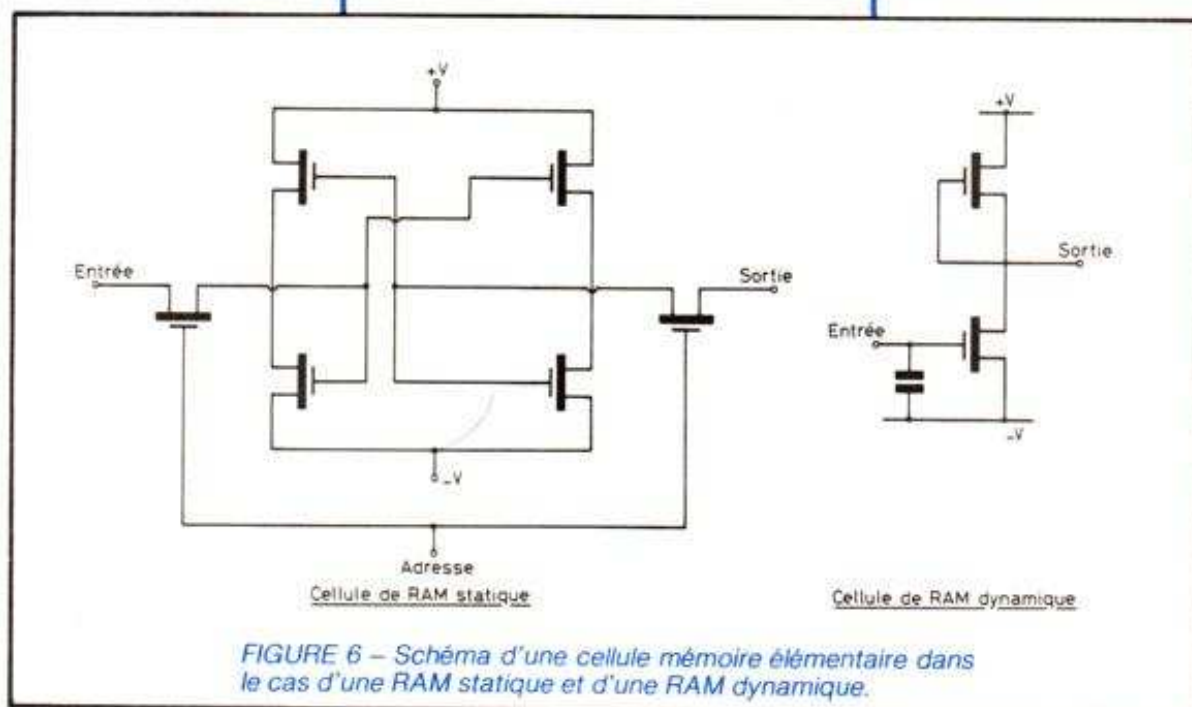 +V
Entrée
Sortie
-V
Adresse
Cellule de RAM statique
+V
Sortie
Entrée
-V
Cellule de RAM dynamique
FIGURE 6 – Schéma d'une cellule mémoire élémentaire dans
le cas d'une RAM statique et d'une RAM dynamique.